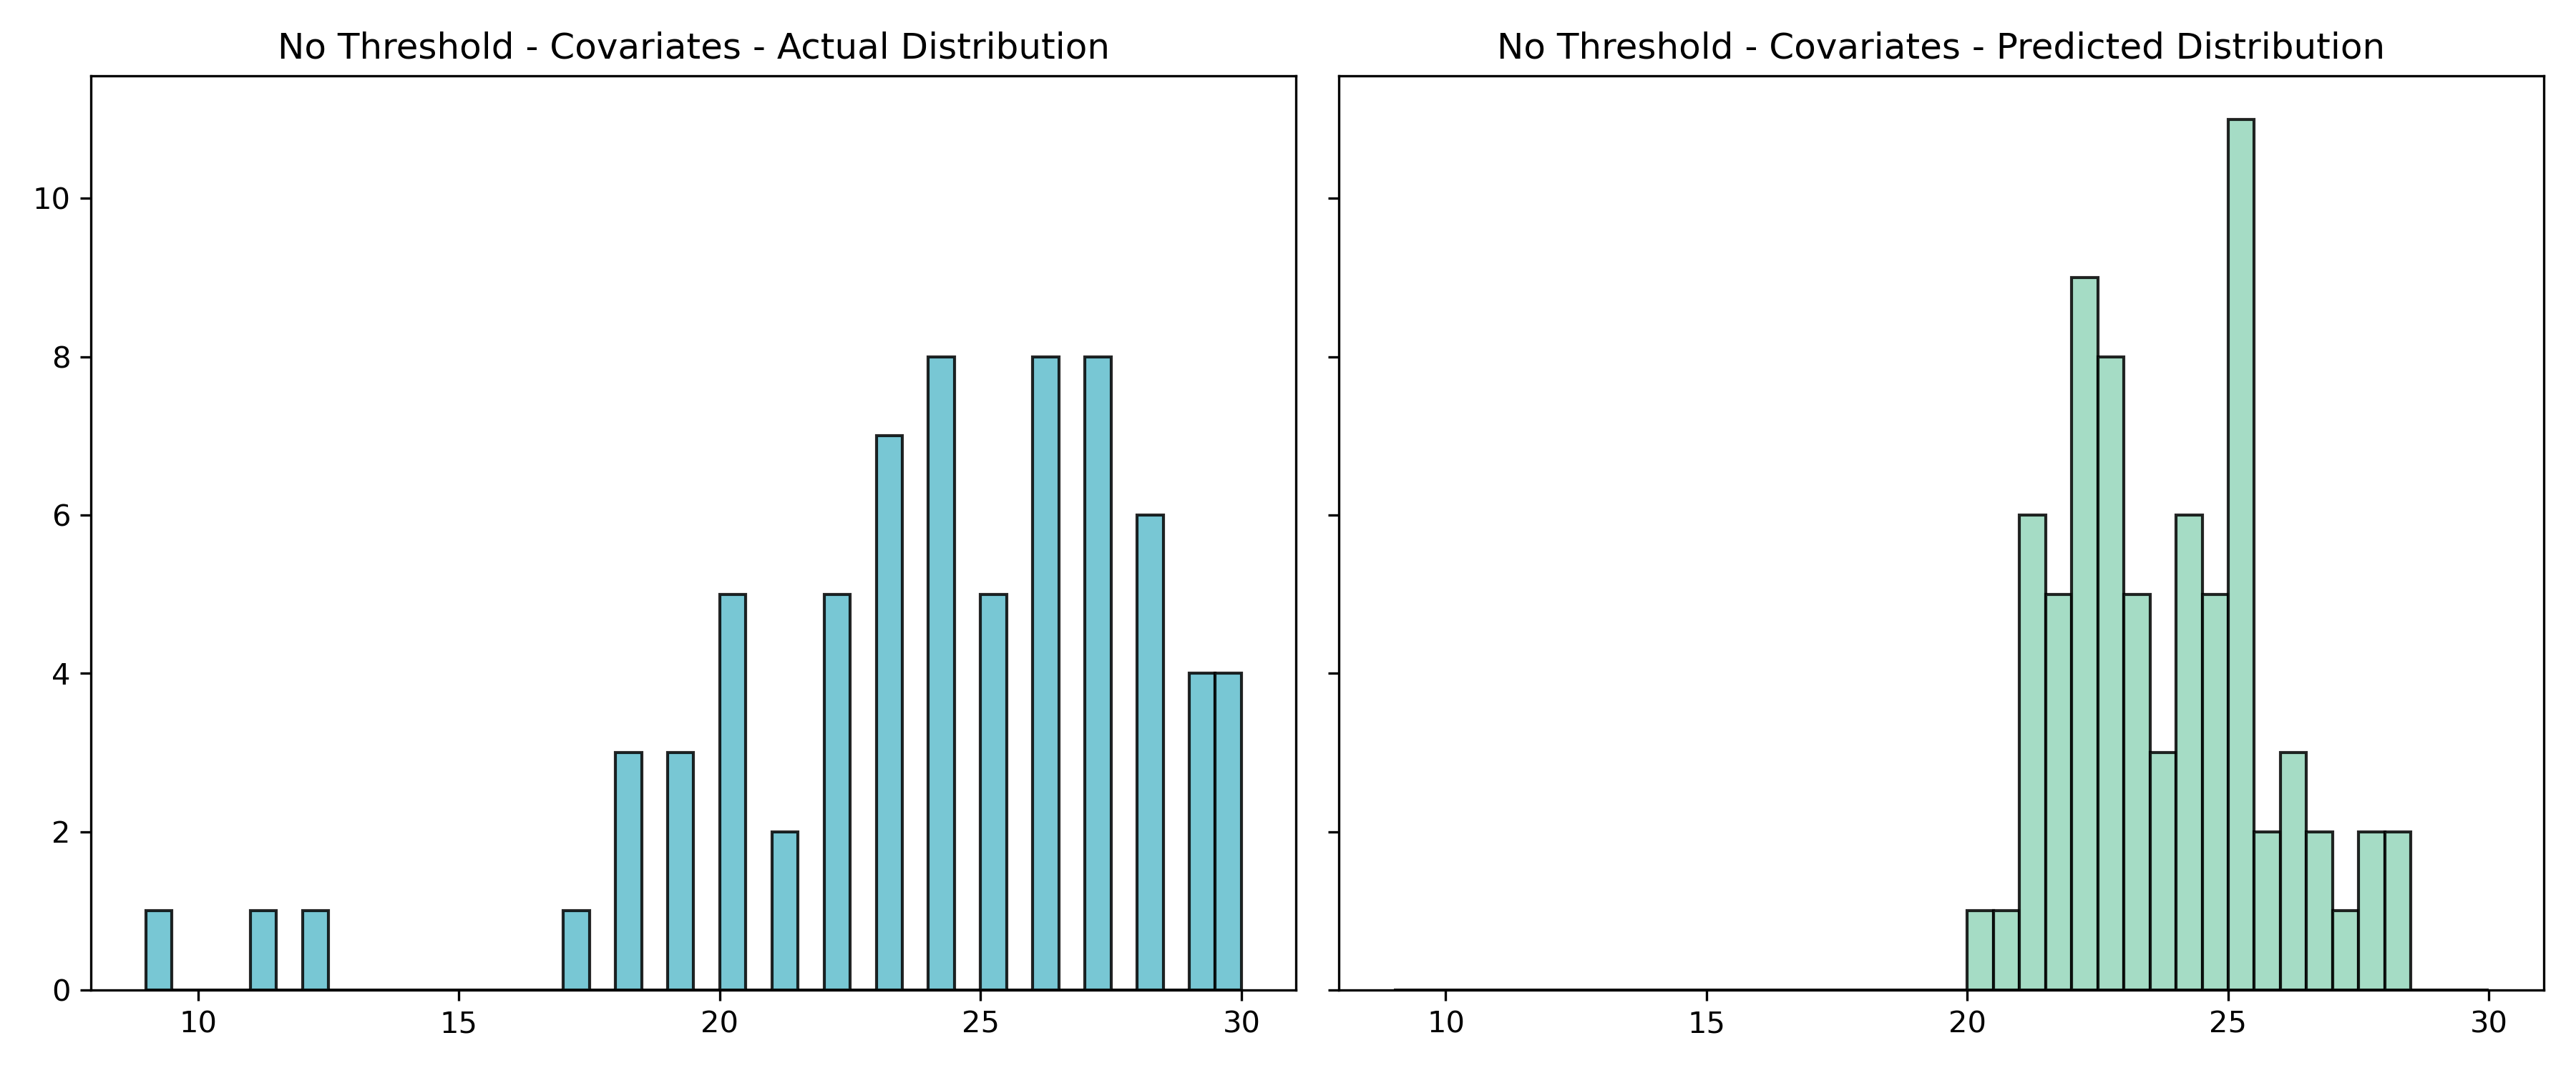 No Threshold - Covariates - Actual Distribution
No Threshold - Covariates - Predicted Distribution
10
8
6
4
2
0
10 15 20 25 30
10 15 20 25 30